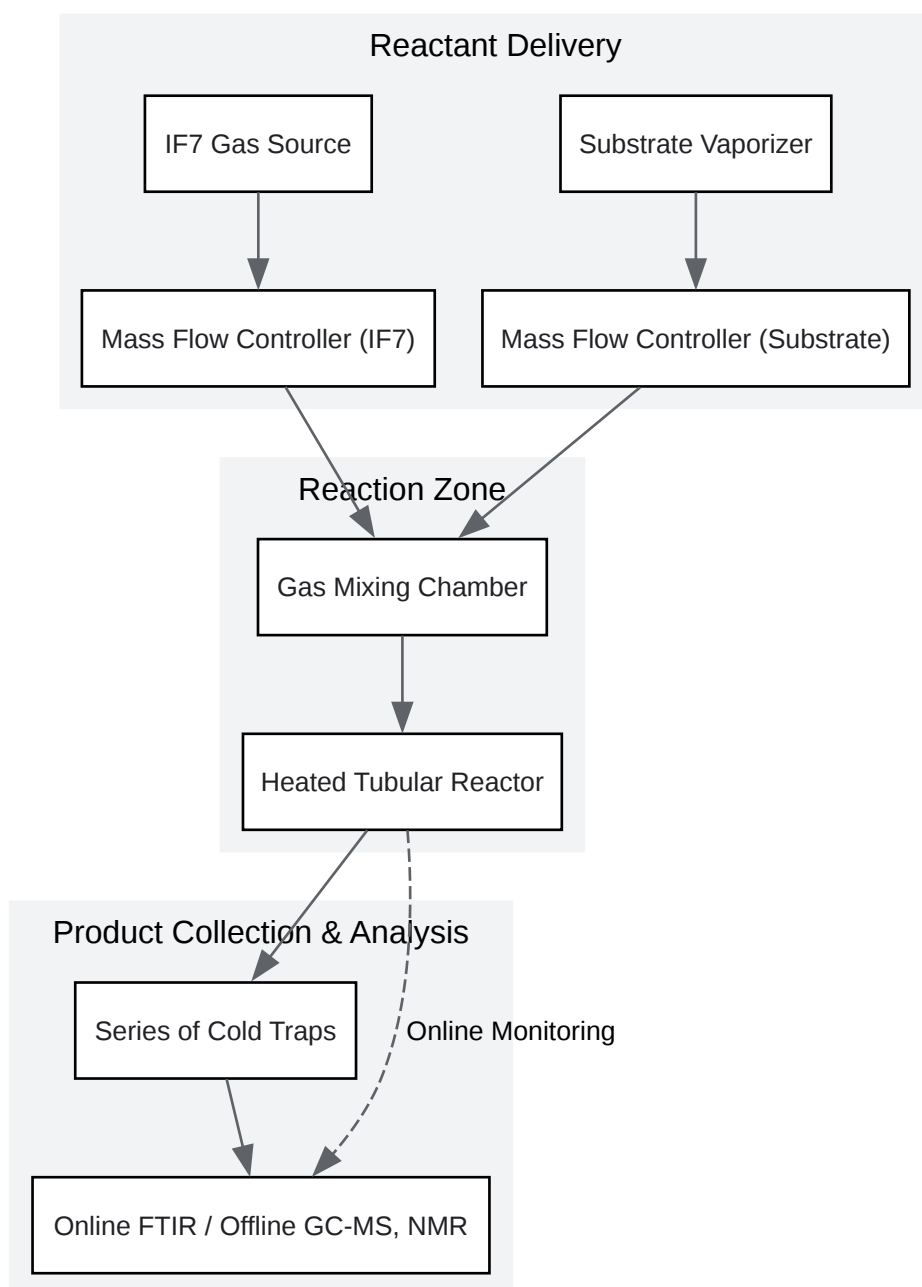 Reactant Delivery
IF7 Gas Source
Substrate Vaporizer
Mass Flow Controller (IF7)
Mass Flow Controller (Substrate)
Reaction Zone
Gas Mixing Chamber
Heated Tubular Reactor
Product Collection & Analysis
Series of Cold Traps
Online Monitoring
Online FTIR / Offline GC-MS, NMR